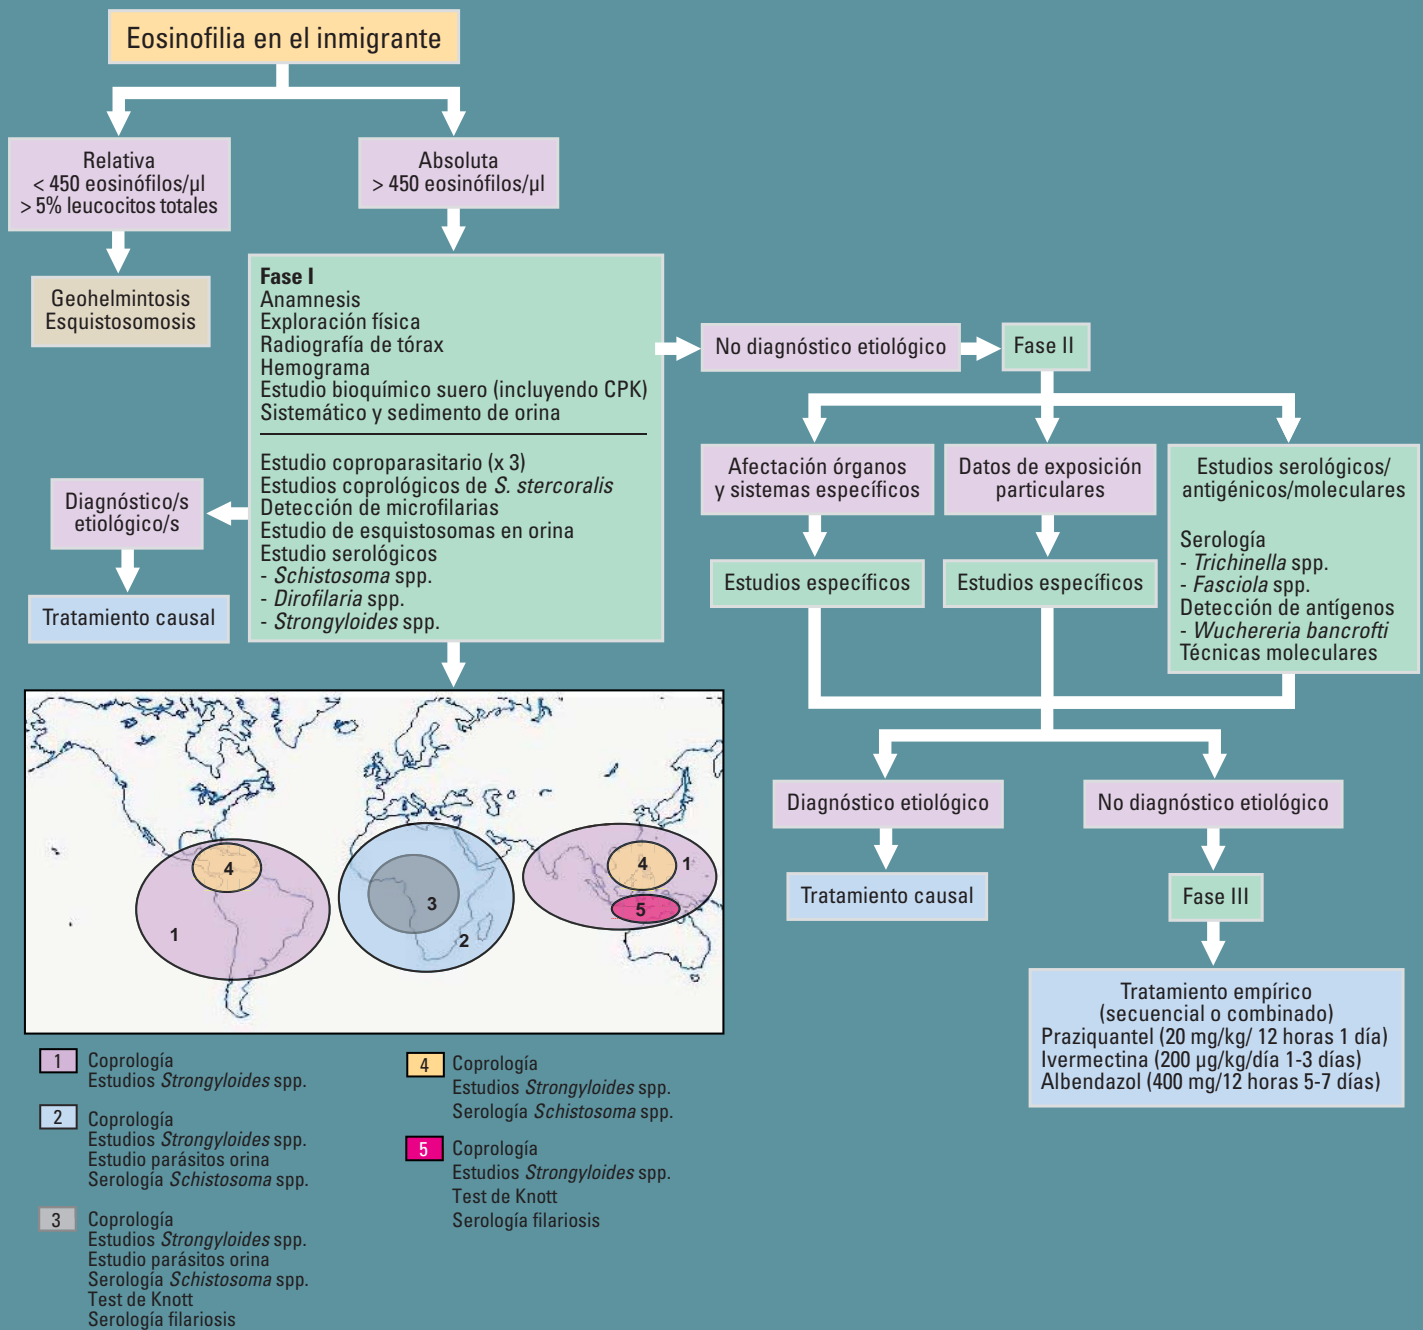 Eosinofilia en el inmigrante
Relativa
< 450 eosinófilos/µl
> 5% leucocitos totales
Absoluta
> 450 eosinófilos/µl
Geohelmintosis
Esquistosomosis
Fase I
Anamnesis
Exploración física
Radiografía de tórax
Hemograma
Estudio bioquímico suero (incluyendo CPK)
Sistemático y sedimento de orina
Estudio coproparasitario (x 3)
Estudios coprológicos de S. stercoralis
Detección de microfilarias
Estudio de esquistosomas en orina
Estudio serológicos
- Schistosoma spp.
- Dirofilaria spp.
- Strongyloides spp.
Diagnóstico/s
etiológico/s
Tratamiento causal
No diagnóstico etiológico
Fase II
Afectación órganos
y sistemas específicos
Estudios específicos
Datos de exposición
particulares
Estudios específicos
Estudios serológicos/
antigénicos/moleculares
Serología
- Trichinella spp.
- Fasciola spp.
Detección de antígenos
- Wuchereria bancrofti
Técnicas moleculares
Diagnóstico etiológico
Tratamiento causal
No diagnóstico etiológico
Fase III
Tratamiento empírico
(secuencial o combinado)
Praziquantel (20 mg/kg/ 12 horas 1 día)
Ivermectina (200 µg/kg/día 1-3 días)
Albendazol (400 mg/12 horas 5-7 días)
4
1
3
2
4
1
5
1
Coprología
Estudios Strongyloides spp.
2
Coprología
Estudios Strongyloides spp.
Estudio parásitos orina
Serología Schistosoma spp.
3
Coprología
Estudios Strongyloides spp.
Estudio parásitos orina
Serología Schistosoma spp.
Test de Knott
Serología filariosis
4
Coprología
Estudios Strongyloides spp.
Serología Schistosoma spp.
5
Coprología
Estudios Strongyloides spp.
Test de Knott
Serología filariosis